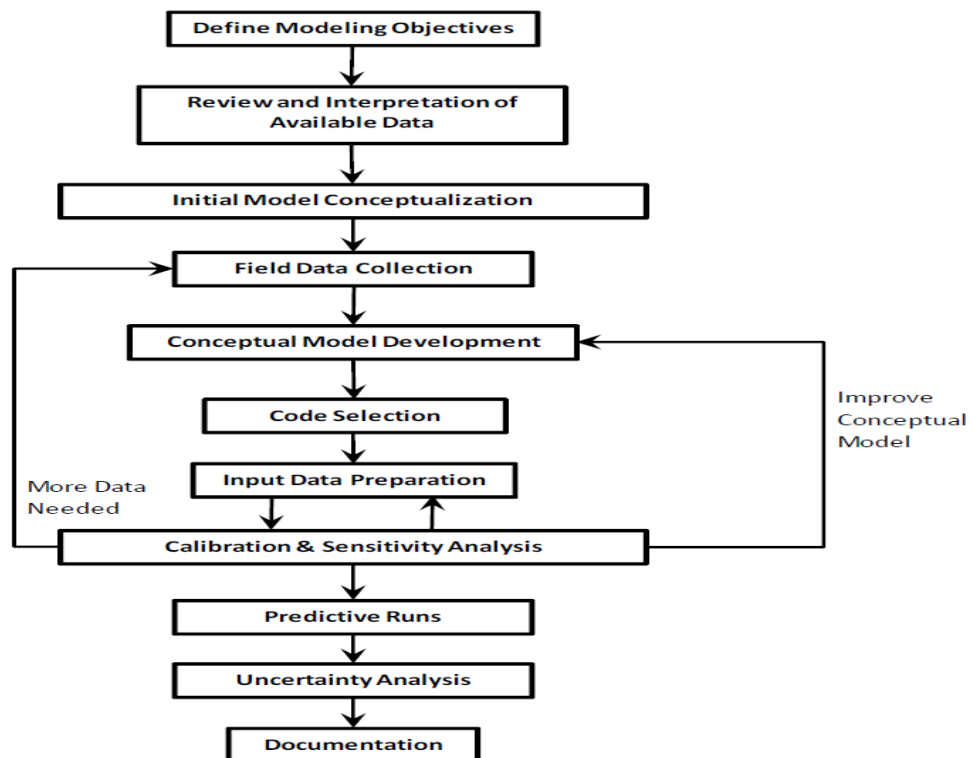 Define Modeling Objectives
Review and Interpretation of
Available Data
Initial Model Conceptualization
Field Data Collection
Conceptual Model Development
Improve
Conceptual
Model
Code Selection
Input Data Preparation
More Data
Needed
Calibration & Sensitivity Analysis
Predictive Runs
Uncertainty Analysis
Documentation